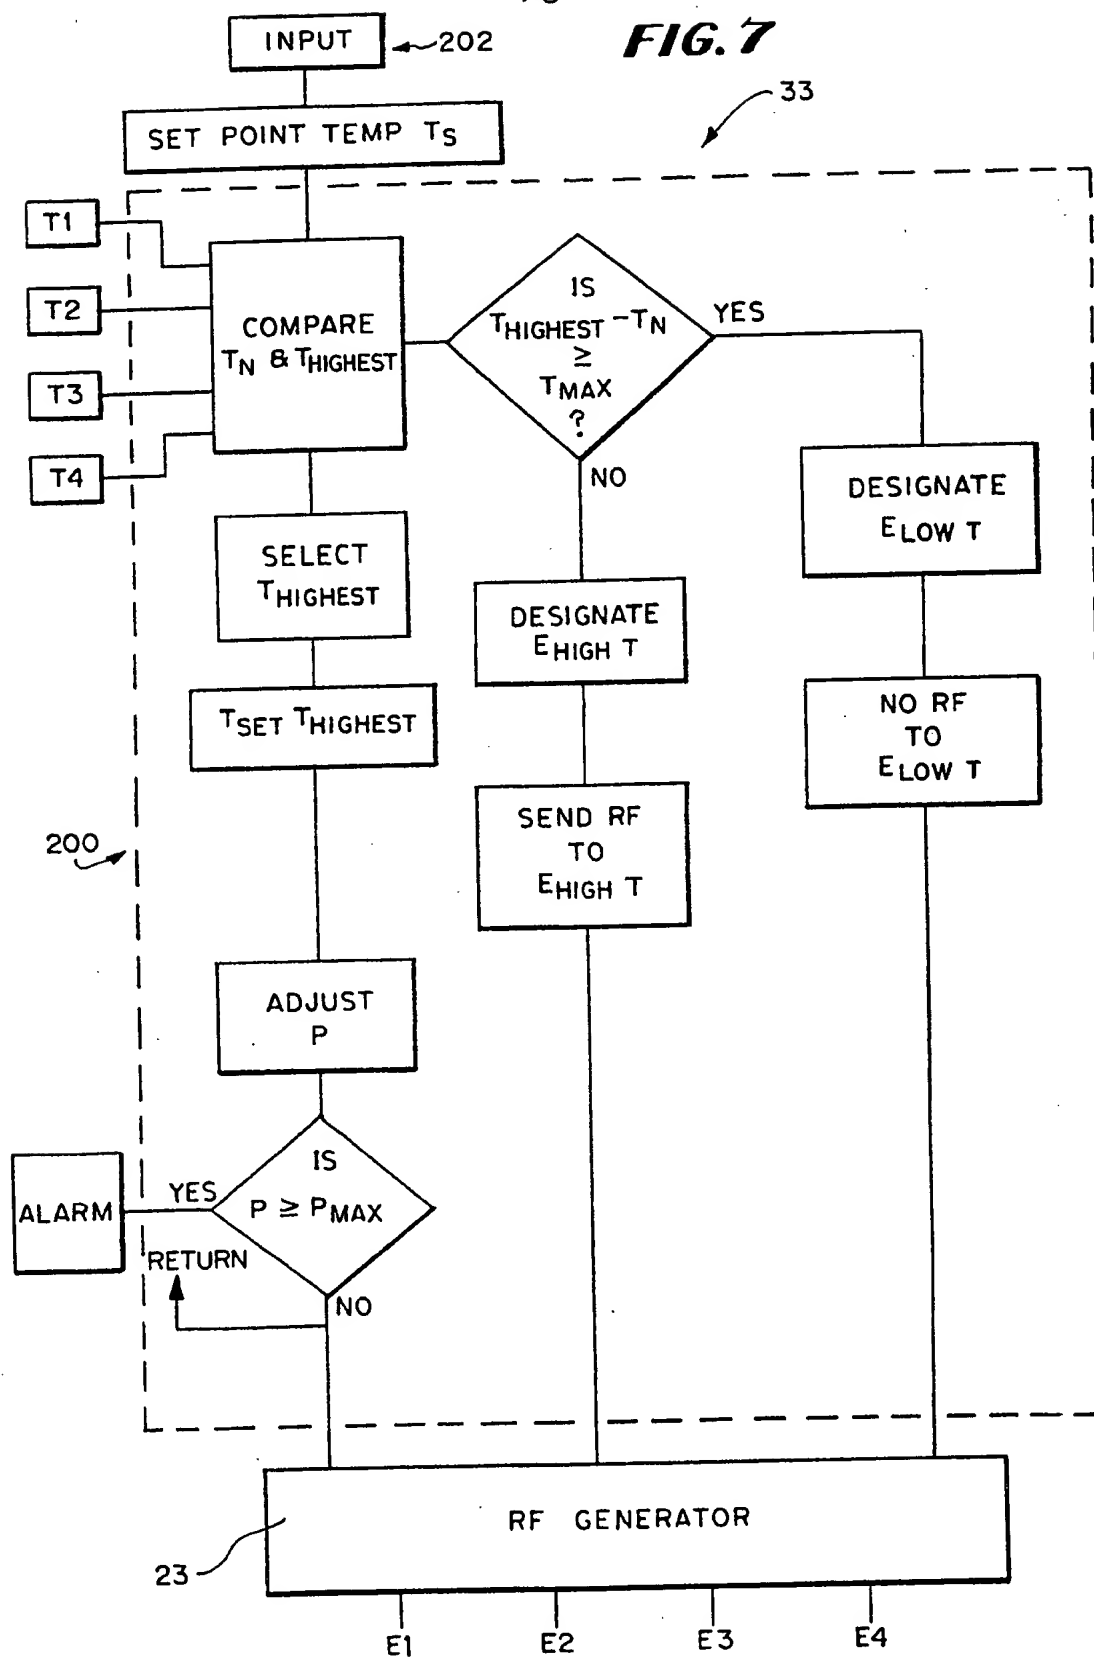 FIG. 7
INPUT
202
33
SET POINT TEMP TS
T1
T2
T3
T4
COMPARE
TN & THIGHEST
IS
THIGHEST -TN
≥
TMAX
?
YES
NO
DESIGNATE
ELOW T
SELECT
THIGHEST
DESIGNATE
EHIGH T
NO RF
TO
ELOW T
TSET THIGHEST
SEND RF
TO
EHIGH T
200
ADJUST
P
IS
P ≥ PMAX
YES
ALARM
RETURN
NO
RF GENERATOR
23
E1
E2
E3
E4